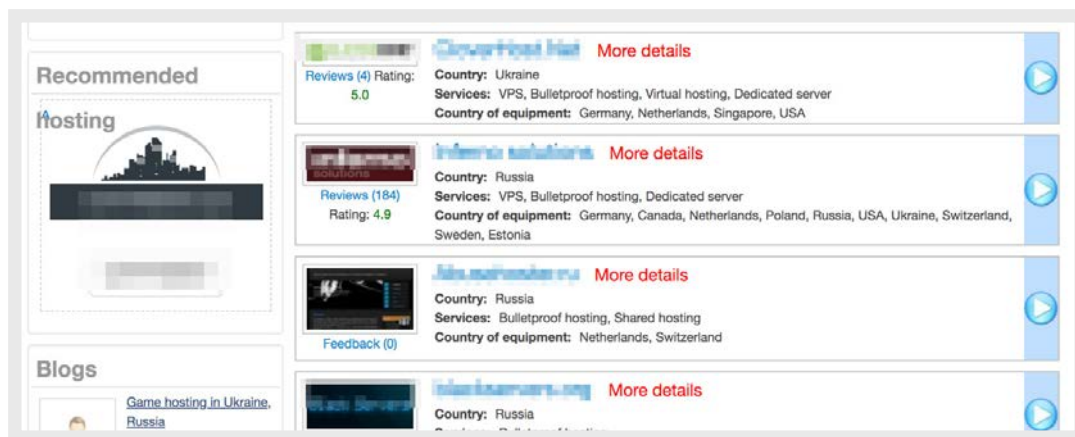 Recommended
hosting
A
Blogs
Game hosting in Ukraine,
Russia
More details
Reviews (4) Rating:
5.0
Country: Ukraine
Services: VPS, Bulletproof hosting, Virtual hosting, Dedicated server
Country of equipment: Germany, Netherlands, Singapore, USA
More details
solutions
Reviews (184)
Rating: 4.9
Country: Russia
Services: VPS, Bulletproof hosting, Dedicated server
Country of equipment: Germany, Canada, Netherlands, Poland, Russia, USA, Ukraine, Switzerland,
Sweden, Estonia
More details
Feedback (0)
Country: Russia
Services: Bulletproof hosting, Shared hosting
Country of equipment: Netherlands, Switzerland
More details
Country: Russia